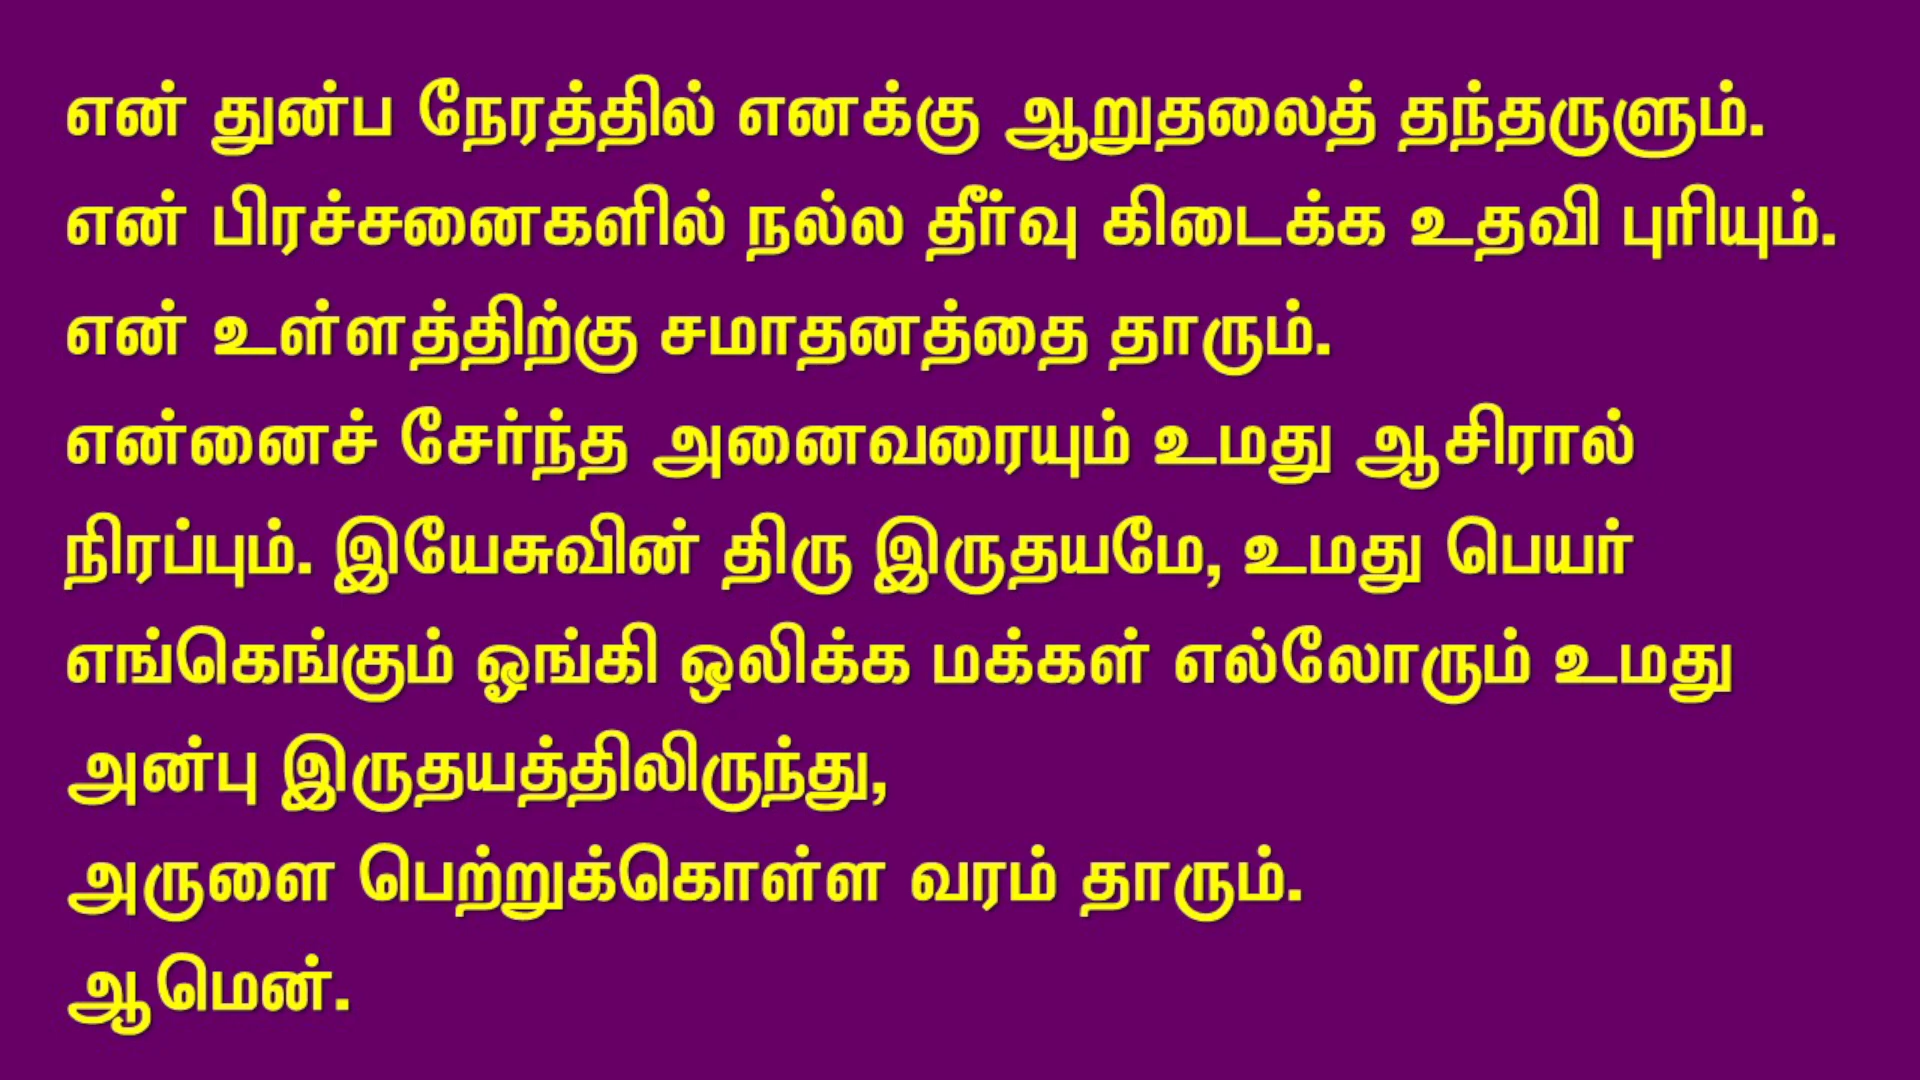 என் துன்ப நேரத்தில் எனக்கு ஆறுதலைத் தந்தருளும்.
என் பிரச்சனைகளில் நல்ல தீர்வு கிடைக்க உதவி புரியும்.
என் உள்ளத்திற்கு சமாதனத்தை தாரும்.
என்னைச் சேர்ந்த அனைவரையும் உமது ஆசிரால்
நிரப்பும். இயேசுவின் திரு இருதயமே, உமது பெயர்
எங்கெங்கும் ஓங்கி ஒலிக்க மக்கள் எல்லோரும் உமது
அன்பு இருதயத்திலிருந்து,
அருளை பெற்றுக்கொள்ள வரம் தாரும்.
ஆமென்.